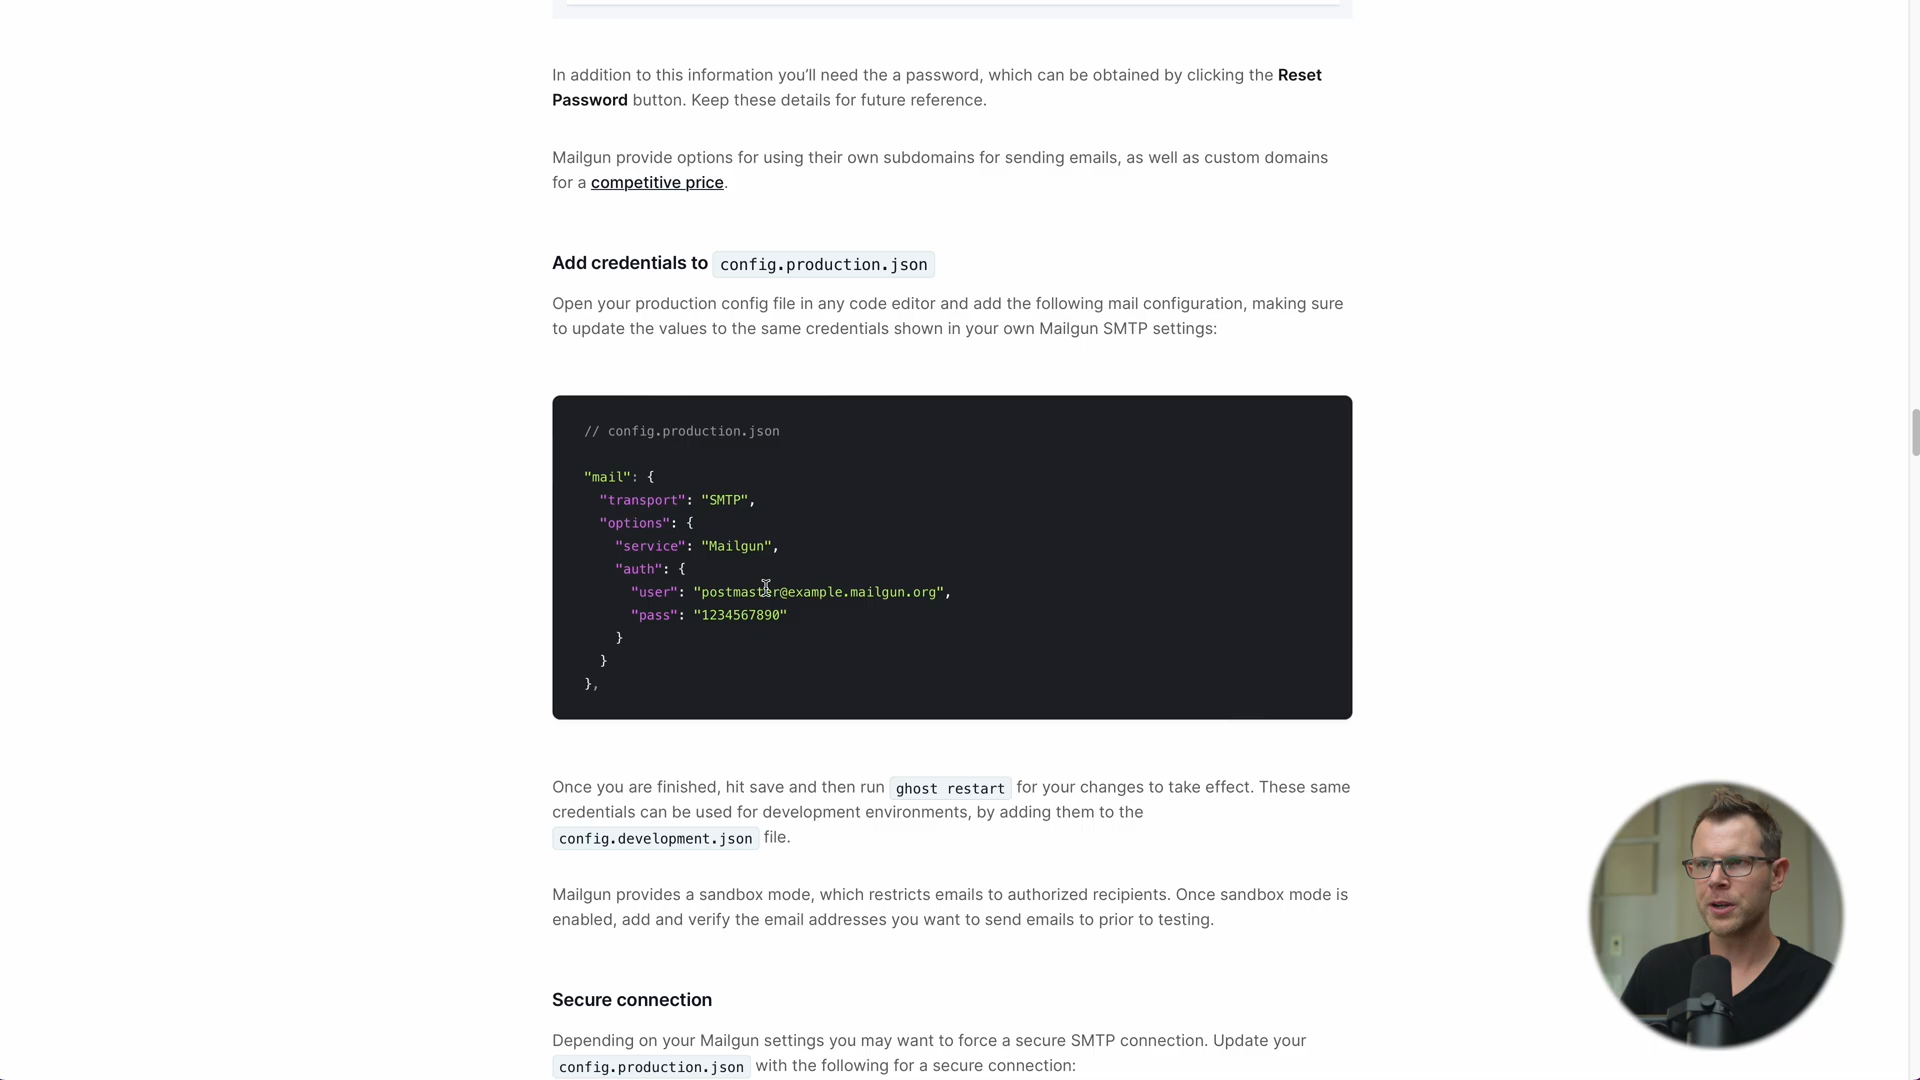 In addition to this information you’ll need the a password, which can be obtained by clicking the Reset
Password button. Keep these details for future reference.
Mailgun provide options for using their own subdomains for sending emails, as well as custom domains
for a competitive price.
Add credentials to config.production.json
Open your production config file in any code editor and add the following mail configuration, making sure
to update the values to the same credentials shown in your own Mailgun SMTP settings:
// config.production.json
"mail": {
"transport": "SMTP",
"options": {
"service": "Mailgun",
"auth": {
"user": "postmaster@example.mailgun.org",
"pass": "1234567890"
}
}
},
Once you are finished, hit save and then run ghost restart for your changes to take effect. These same
credentials can be used for development environments, by adding them to the
config.development.json file.
Mailgun provides a sandbox mode, which restricts emails to authorized recipients. Once sandbox mode is
enabled, add and verify the email addresses you want to send emails to prior to testing.
Secure connection
Depending on your Mailgun settings you may want to force a secure SMTP connection. Update your
config.production.json with the following for a secure connection: